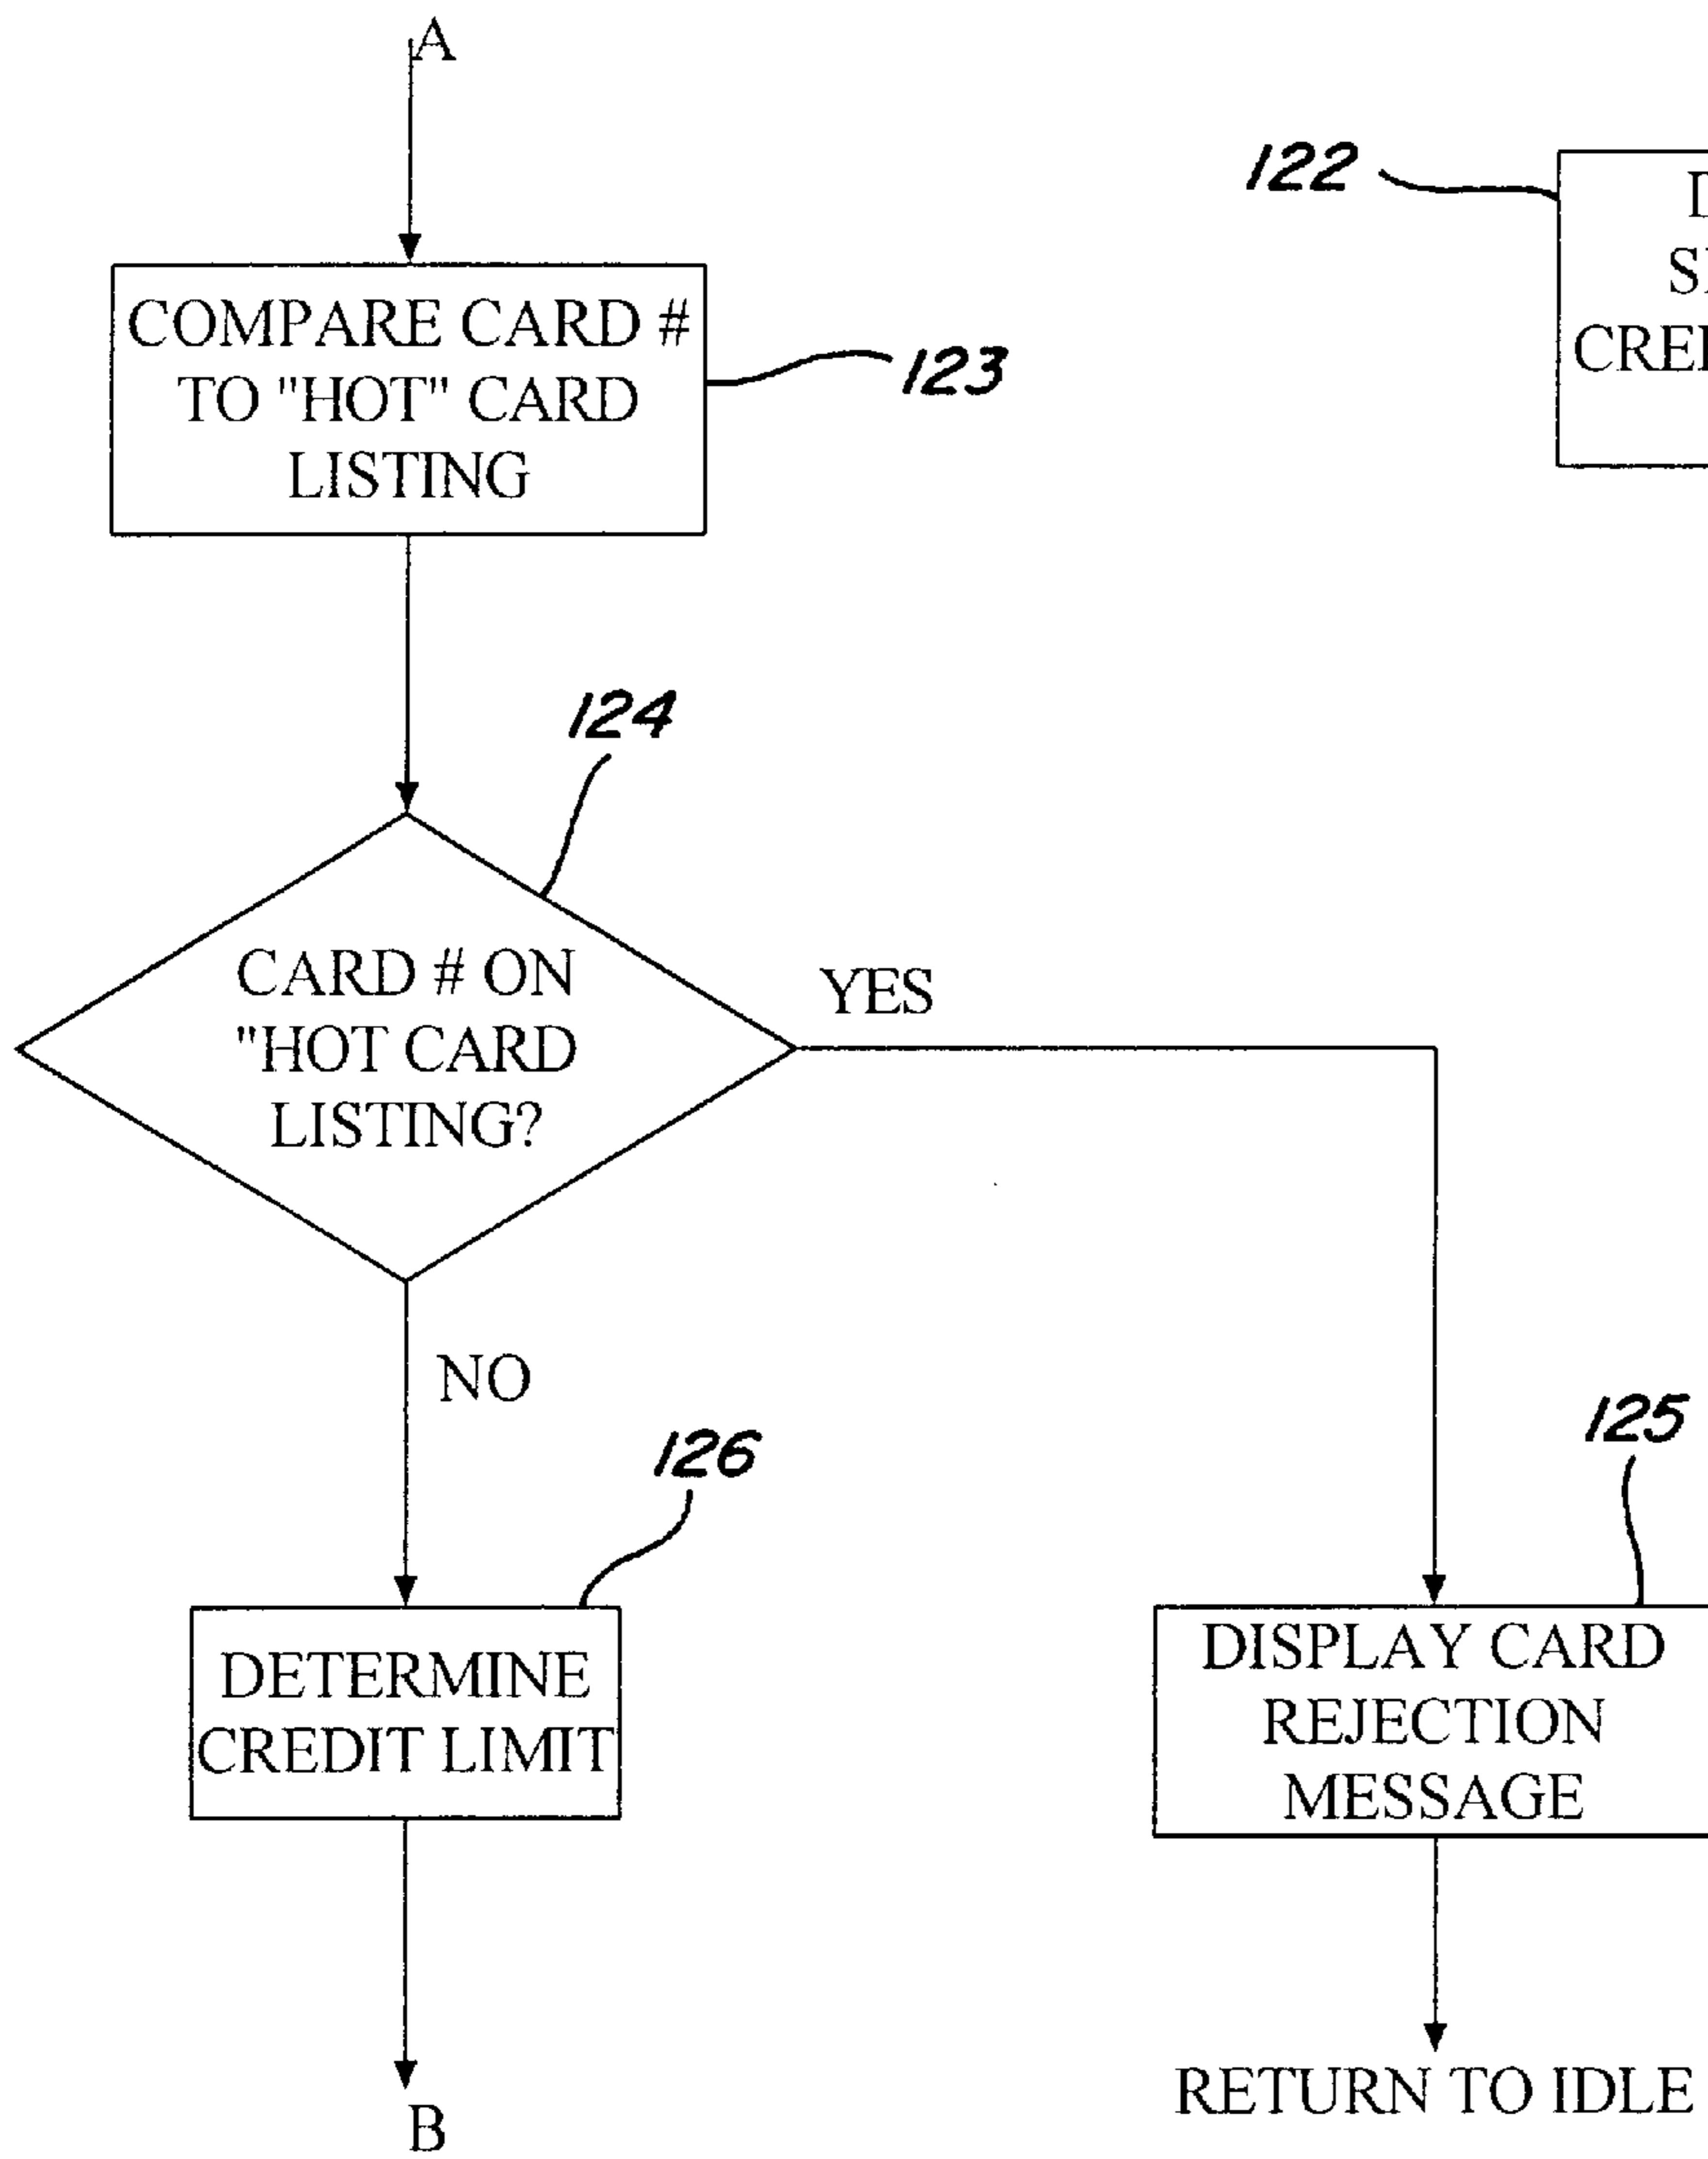 A
122
COMPARE CARD #
TO "HOT" CARD
LISTING
123
124
CARD # ON
"HOT CARD
LISTING?
YES
NO
126
125
DETERMINE
CREDIT LIMIT
DISPLAY CARD
REJECTION
MESSAGE
B
RETURN TO IDLE